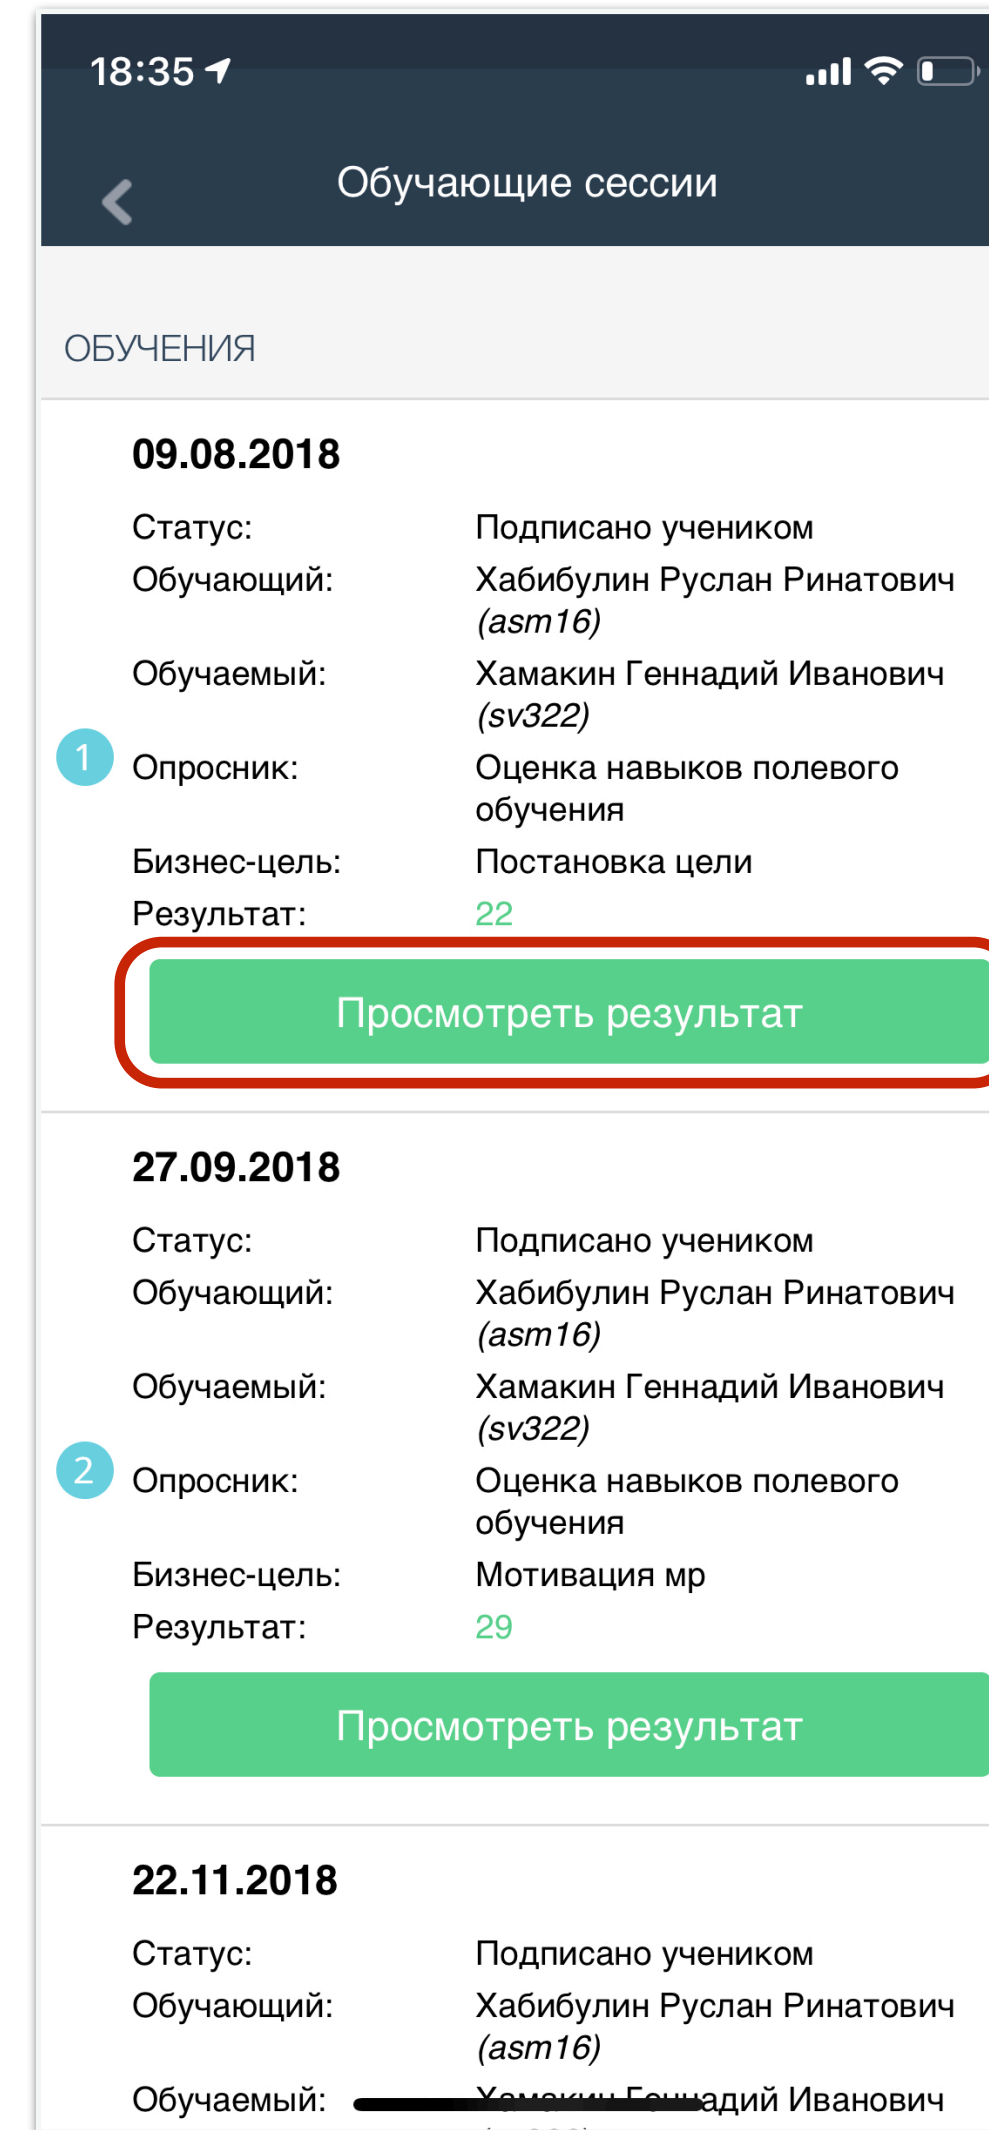 18:35
Обучающие сессии
ОБУЧЕНИЯ
09.08.2018
Статус: Подписано учеником
Обучающий: Хабибулин Руслан Ринатович
(asm16)
Обучаемый: Хамакин Геннадий Иванович
(sv322)
1 Опросник: Оценка навыков полевого
обучения
Бизнес-цель: Постановка цели
Результат: 22
Просмотреть результат
27.09.2018
Статус: Подписано учеником
Обучающий: Хабибулин Руслан Ринатович
(asm16)
Обучаемый: Хамакин Геннадий Иванович
(sv322)
2 Опросник: Оценка навыков полевого
обучения
Бизнес-цель: Мотивация мр
Результат: 29
Просмотреть результат
22.11.2018
Статус: Подписано учеником
Обучающий: Хабибулин Руслан Ринатович
(asm16)
Обучаемый: Хамакин Геннадий Иванович